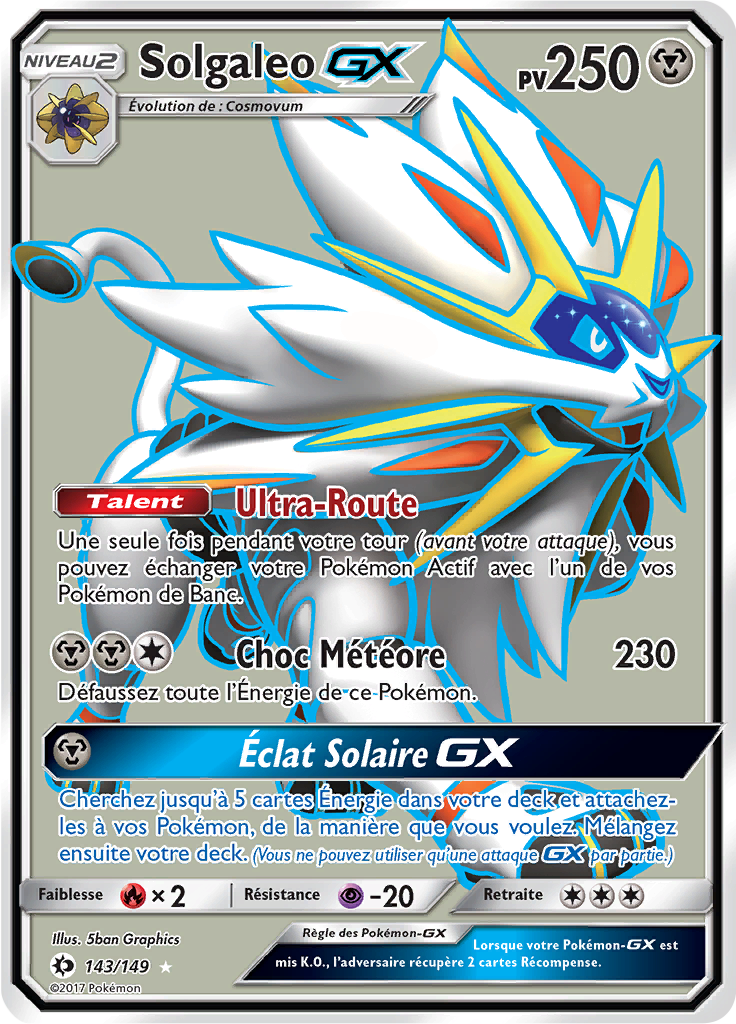 NIVEAU2 Solgaleo GX PV250
Évolution de : Cosmovum
Talent Ultra-Route
Une seule fois pendant votre tour (avant votre attaque), vous
pouvez échanger votre Pokémon Actif avec l'un de vos
Pokémon de Banc.
Choc Météore 230
Défaussez toute l'Énergie de ce Pokémon.
Éclat Solaire GX
Cherchez jusqu'à 5 cartes Énergie dans votre deck et attachez-
les à vos Pokémon, de la manière que vous voulez. Mélangez
ensuite votre deck. (Vous ne pouvez utiliser qu'une attaque GX par partie.)
Faiblesse ×2 Résistance -20 Retraite
Illus. 5ban Graphics
143/149
©2017 Pokémon
Règle des Pokémon-GX
Lorsque votre Pokémon-GX est
mis K.O., l'adversaire récupère 2 cartes Récompense.